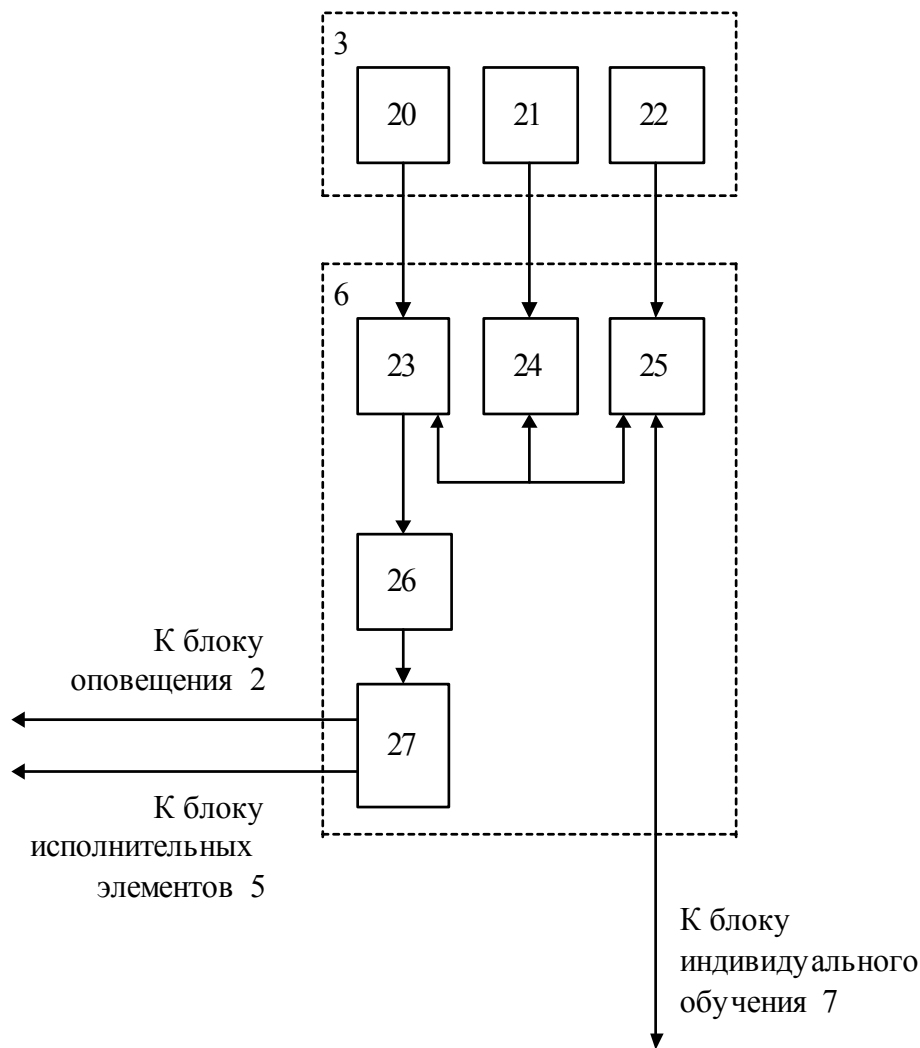 3
20
21
22
6
23
24
25
26
27
К блоку
оповещения 2
К блоку
исполнительных
элементов 5
К блоку
индивидуального
обучения 7